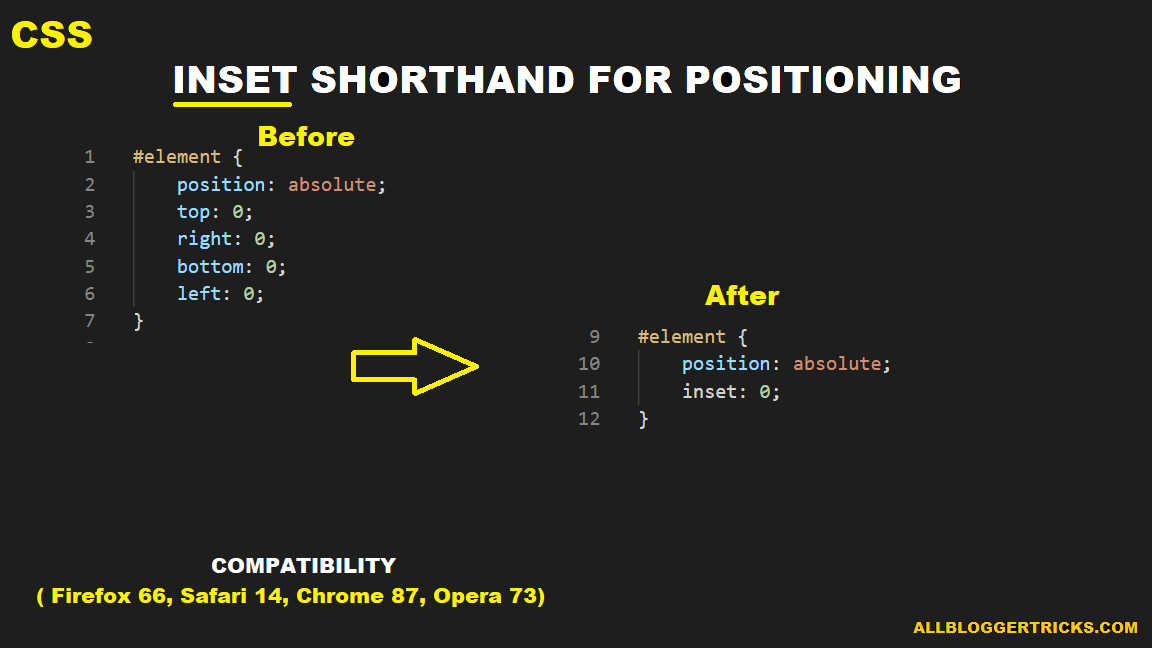 CSS
INSET SHORTHAND FOR POSITIONING
Before
1 #element {
2 position: absolute;
3 top: 0;
4 right: 0;
5 bottom: 0;
6 left: 0;
7 }
After
9 #element {
10 position: absolute;
11 inset: 0;
12 }
COMPATIBILITY
( Firefox 66, Safari 14, Chrome 87, Opera 73)
ALLBLOGGERTRICKS.COM